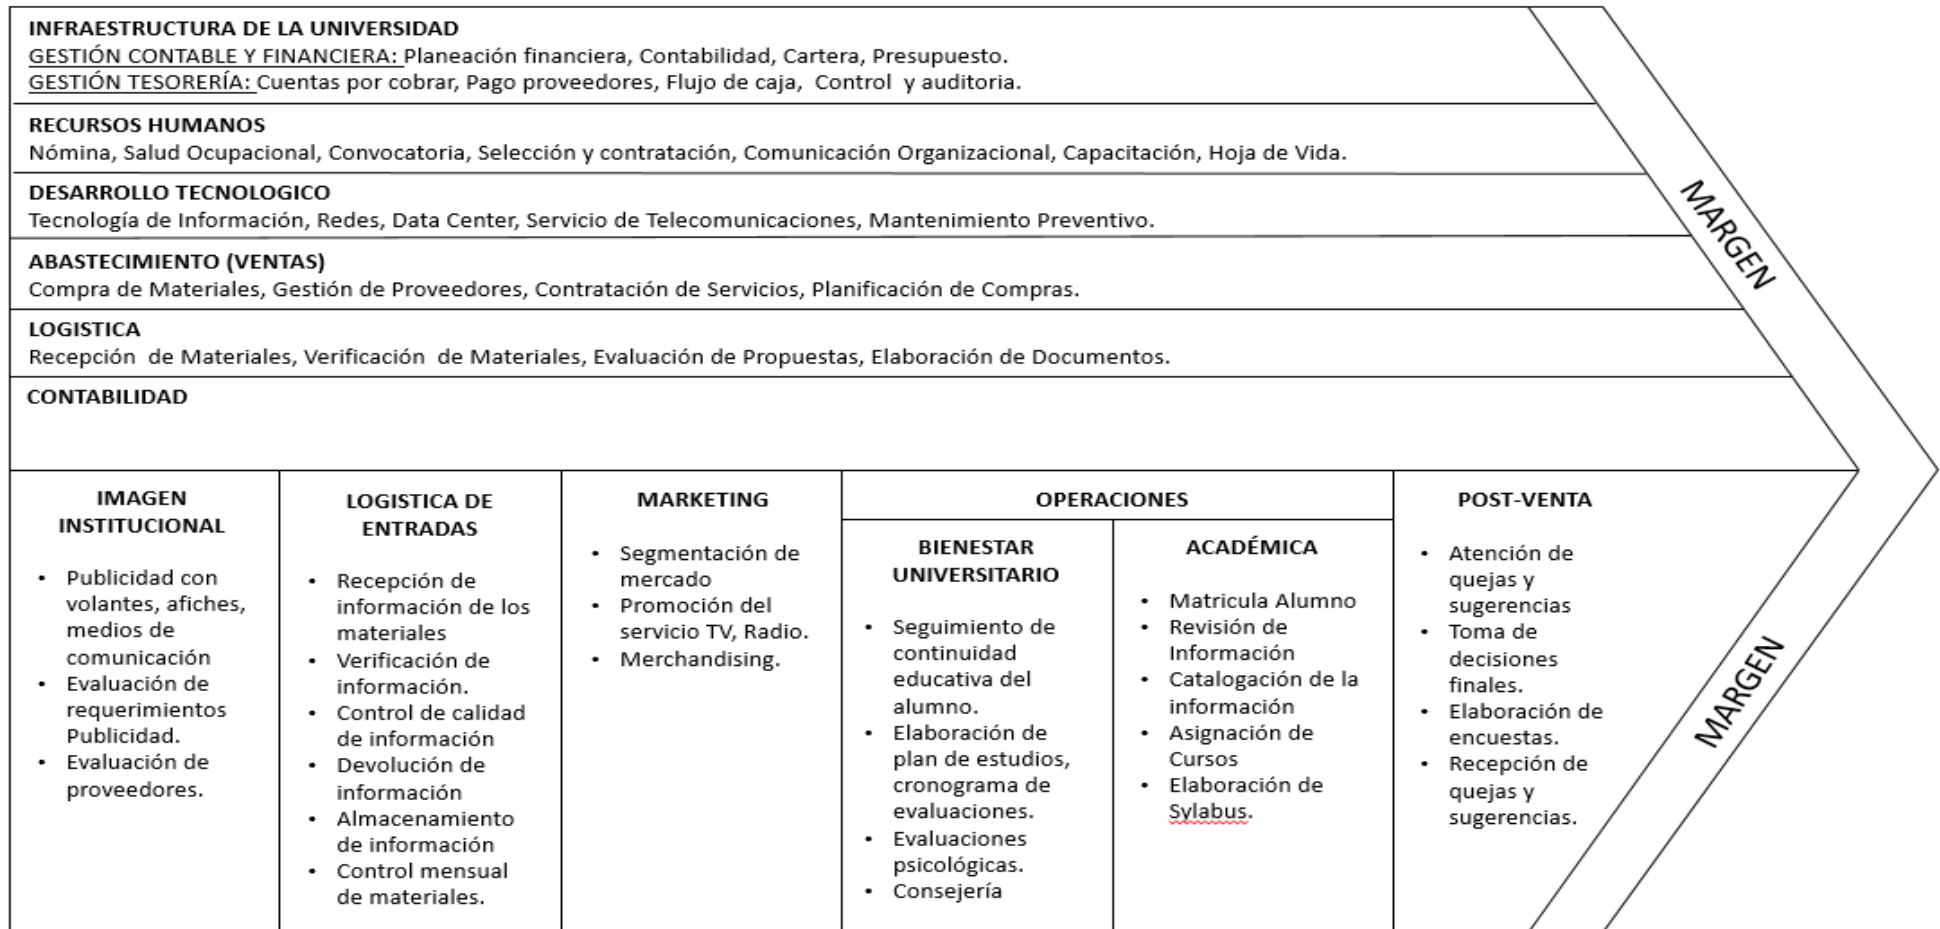 INFRAESTRUCTURA DE LA UNIVERSIDAD
GESTIÓN CONTABLE Y FINANCIERA: Planeación financiera, Contabilidad, Cartera, Presupuesto.
GESTIÓN TESORERÍA: Cuentas por cobrar, Pago proveedores, Flujo de caja, Control y auditoria.
RECURSOS HUMANOS
Nómina, Salud Ocupacional, Convocatoria, Selección y contratación, Comunicación Organizacional, Capacitación, Hoja de Vida.
DESARROLLO TECNOLOGICO
Tecnología de Información, Redes, Data Center, Servicio de Telecomunicaciones, Mantenimiento Preventivo.
ABASTECIMIENTO (VENTAS)
Compra de Materiales, Gestión de Proveedores, Contratación de Servicios, Planificación de Compras.
LOGISTICA
Recepción de Materiales, Verificación de Materiales, Evaluación de Propuestas, Elaboración de Documentos.
CONTABILIDAD
MARGEN
IMAGEN
INSTITUCIONAL
• Publicidad con
volantes, afiches,
medios de
comunicación
• Evaluación de
requerimientos
Publicidad.
• Evaluación de
proveedores.
LOGISTICA DE
ENTRADAS
• Recepción de
información de los
materiales
• Verificación de
información.
• Control de calidad
de información
• Devolución de
información
• Almacenamiento
de información
• Control mensual
de materiales.
MARKETING
• Segmentación de
mercado
• Promoción del
servicio TV, Radio.
• Merchandising.
OPERACIONES
BIENESTAR
UNIVERSITARIO
• Seguimiento de
continuidad
educativa del
alumno.
• Elaboración de
plan de estudios,
cronograma de
evaluaciones.
• Evaluaciones
psicológicas.
• Consejería
ACADÉMICA
• Matricula Alumno
• Revisión de
Información
• Catalogación de la
información
• Asignación de
Cursos
• Elaboración de
Sylabus.
POST-VENTA
• Atención de
quejas y
sugerencias
• Toma de
decisiones
finales.
• Elaboración de
encuestas.
• Recepción de
quejas y
sugerencias.
MARGEN